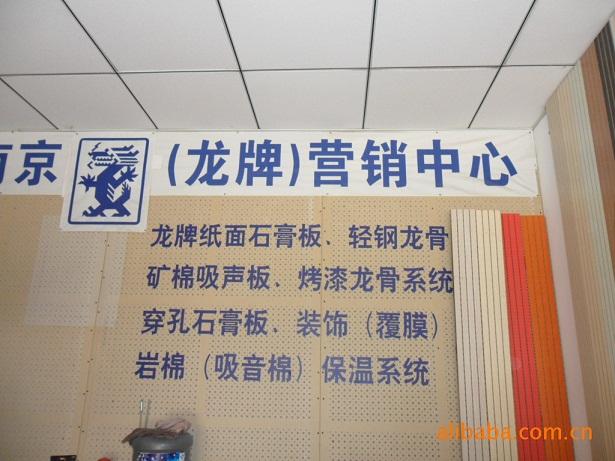 南京 (龙牌)营销中心
龙牌纸面石膏板、轻钢龙骨
矿棉吸声板、烤漆龙骨系统
穿孔石膏板、装饰（覆膜）
岩棉（吸音棉）保温系统
alibaba.com.cn